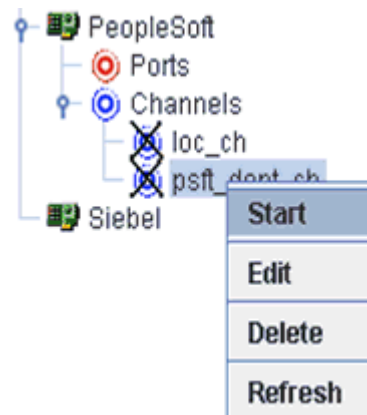 PeopleSoft
Ports
Channels
loc_ch
psft_dept_ch
Siebel
Start
Edit
Delete
Refresh